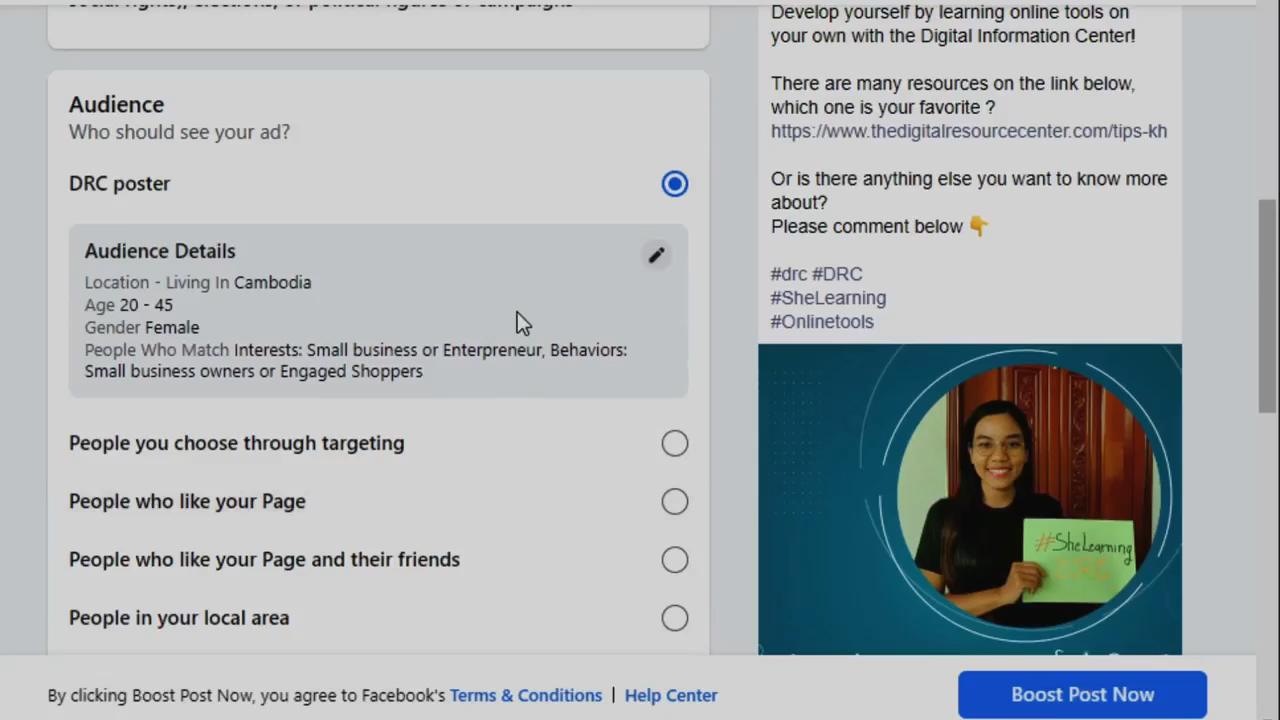 Audience
Who should see your ad?
DRC poster
Audience Details
Location - Living In Cambodia
Age 20 - 45
Gender Female
People Who Match Interests: Small business or Enterpreneur, Behaviors:
Small business owners or Engaged Shoppers
People you choose through targeting
People who like your Page
People who like your Page and their friends
People in your local area
By clicking Boost Post Now, you agree to Facebook's Terms & Conditions | Help Center
Develop yourself by learning online tools on
your own with the Digital Information Center!
There are many resources on the link below,
which one is your favorite ?
https://www.thedigitalresourcecenter.com/tips-kh
Or is there anything else you want to know more
about?
Please comment below 👇
#drc #DRC
#SheLearning
#Onlinetools
#SheLearning
DRC
Boost Post Now